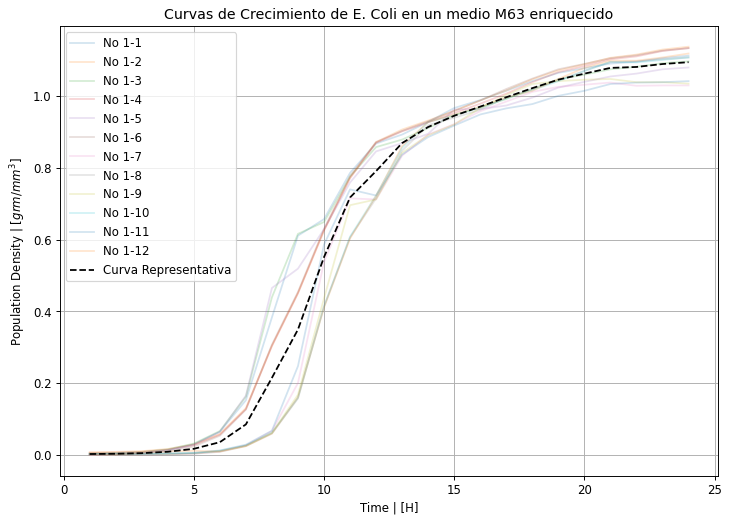 Curvas de Crecimiento de E. Coli en un medio M63 enriquecido
No 1-1
No 1-2
No 1-3
No 1-4
No 1-5
No 1-6
No 1-7
No 1-8
No 1-9
No 1-10
No 1-11
No 1-12
Curva Representativa
Population Density | [grm/mm³]
1.0
0.8
0.6
0.4
0.2
0.0
0
5
10
15
20
25
Time | [H]